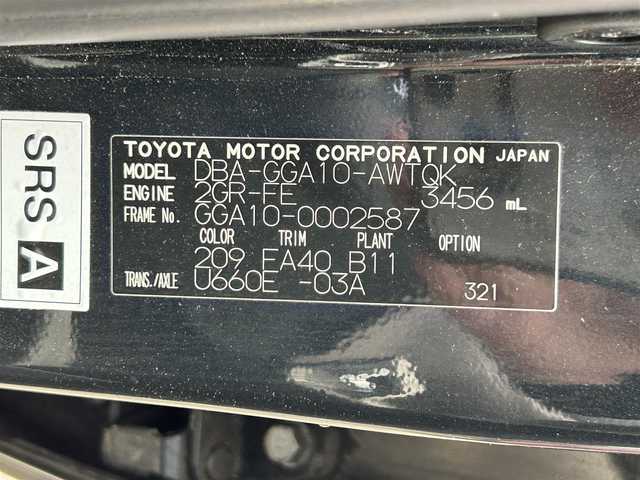 SRS A
TOYOTA MOTOR CORPORATION JAPAN
MODEL DBA-GGA10-AWTQK
ENGINE 2GR-FE 3456 mL
FRAME No. GGA10-0002587
COLOR TRIM PLANT OPTION
209 EA40 B11
TRANS./AXLE U660E -03A 321